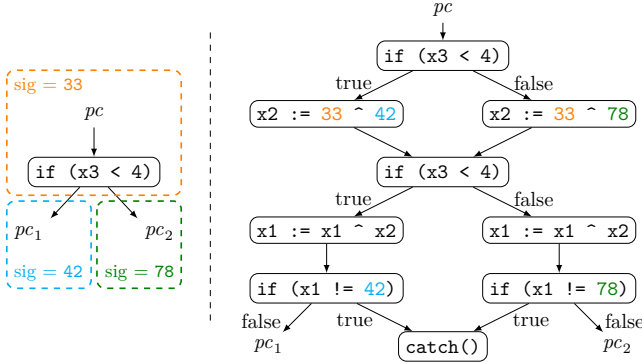 sig = 33
pc
if (x3 < 4)
pc₁
pc₂
sig = 42
sig = 78
pc
if (x3 < 4)
true
false
x2 := 33 ^ 42
x2 := 33 ^ 78
if (x3 < 4)
true
false
x1 := x1 ^ x2
x1 := x1 ^ x2
if (x1 != 42)
if (x1 != 78)
false
true
true
false
pc₁
catch()
pc₂